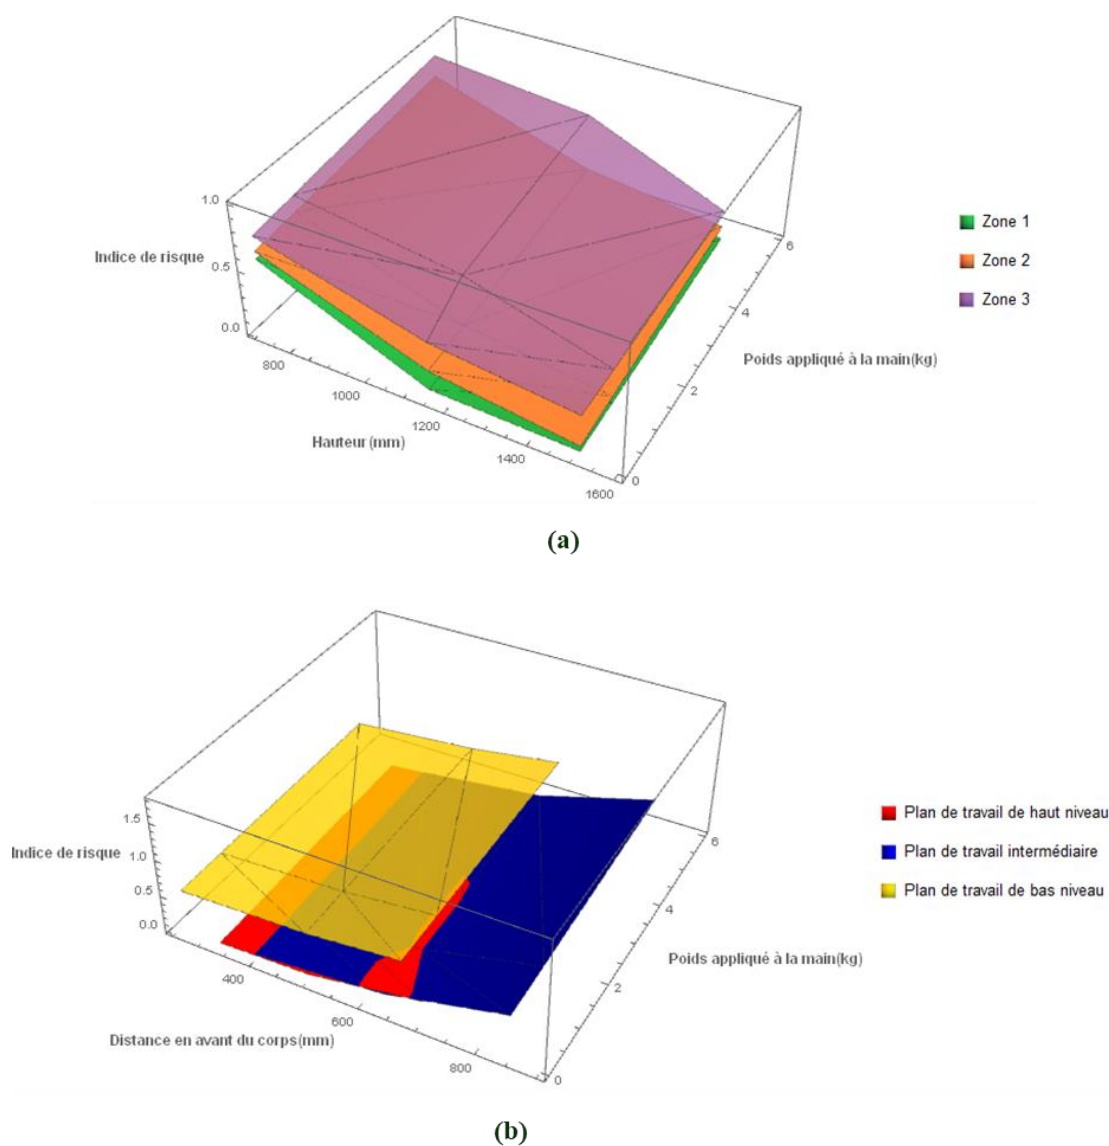 1.0
Indice de risque
0.5
0.0
800
1000
1200
1400
1600
Hauteur (mm)
0
2
4
6
Poids appliqué à la main(kg)
Zone 1
Zone 2
Zone 3
(a)
1.5
Indice de risque
1.0
0.5
0.0
400
600
800
Distance en avant du corps(mm)
0
2
4
6
Poids appliqué à la main(kg)
Plan de travail de haut niveau
Plan de travail intermédiaire
Plan de travail de bas niveau
(b)